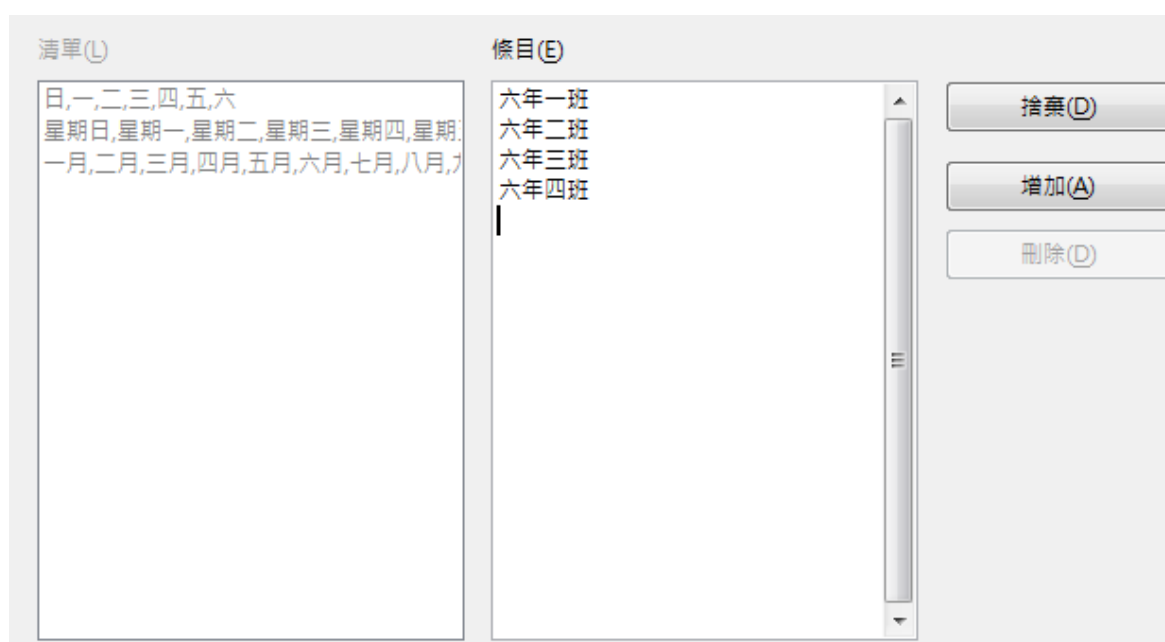 清單(L)
條目(E)
日,一,二,三,四,五,六
星期日,星期一,星期二,星期三,星期四,星期
一月,二月,三月,四月,五月,六月,七月,八月,
六年一班
六年二班
六年三班
六年四班
捨棄(D)
增加(A)
刪除(D)